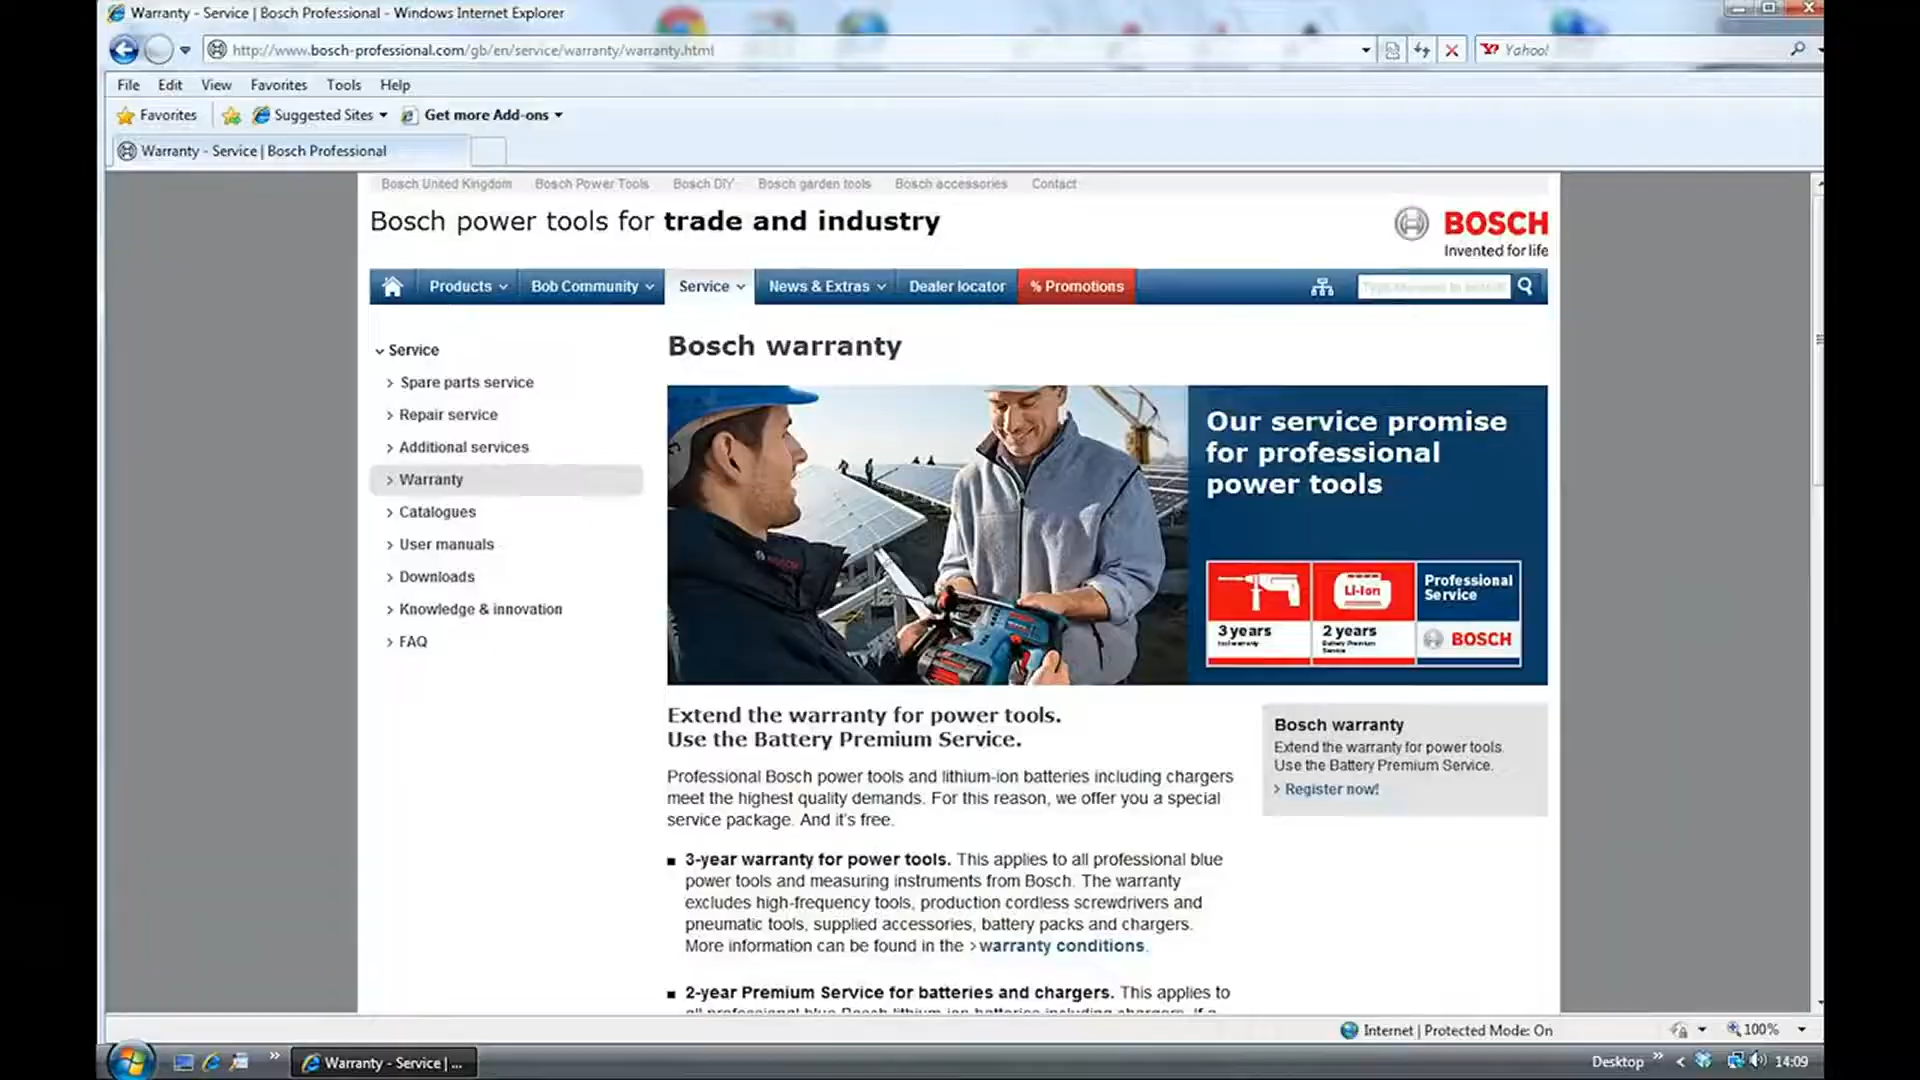 Warranty - Service | Bosch Professional - Windows Internet Explorer
http://www.bosch-professional.com/gb/en/service/warranty/warranty.html
Yahoo!
File Edit View Favorites Tools Help
Favorites Suggested Sites Get more Add-ons
Warranty - Service | Bosch Professional
Bosch United Kingdom Bosch Power Tools Bosch DIY Bosch garden tools Bosch accessories Contact
Bosch power tools for trade and industry
BOSCH
Invented for life
Products Bob Community Service News & Extras Dealer locator % Promotions
Service
Spare parts service
Repair service
Additional services
Warranty
Catalogues
User manuals
Downloads
Knowledge & innovation
FAQ
Bosch warranty
Our service promise
for professional
power tools
Li-Ion
Professional
Service
3 years
2 years
Battery Premium
Service
BOSCH
Extend the warranty for power tools.
Use the Battery Premium Service.
Professional Bosch power tools and lithium-ion batteries including chargers
meet the highest quality demands. For this reason, we offer you a special
service package. And it's free.
3-year warranty for power tools. This applies to all professional blue
power tools and measuring instruments from Bosch. The warranty
excludes high-frequency tools, production cordless screwdrivers and
pneumatic tools, supplied accessories, battery packs and chargers.
More information can be found in the > warranty conditions.
2-year Premium Service for batteries and chargers. This applies to
Bosch warranty
Extend the warranty for power tools.
Use the Battery Premium Service.
> Register now!
Internet | Protected Mode: On
100%
Warranty - Service | ...
Desktop
14:09